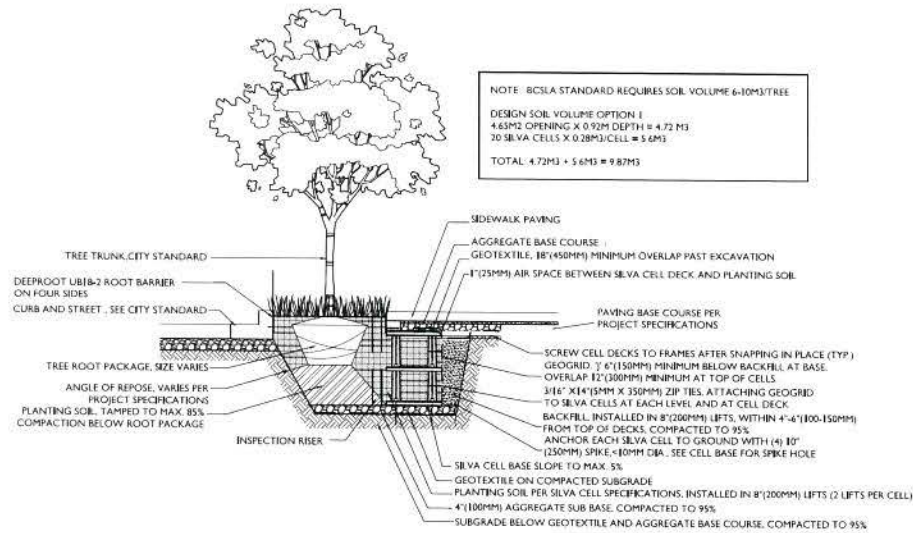 NOTE BCSLA STANDARD REQUIRES SOIL VOLUME 6-10M3/TREE
DESIGN SOIL VOLUME OPTION 1
4.65M2 OPENING X 0.92M DEPTH = 4.72 M3
20 SILVA CELLS X 0.28M3/CELL = 5 6M3
TOTAL: 4.72M3 + 5 6M3 = 9.87M3
SIDEWALK PAVING
AGGREGATE BASE COURSE
GEOTEXTILE, 18"(450MM) MINIMUM OVERLAP PAST EXCAVATION
1"(25MM) AIR SPACE BETWEEN SILVA CELL DECK AND PLANTING SOIL
TREE TRUNK, CITY STANDARD
DEEPROOT UB18-2 ROOT BARRIER
ON FOUR SIDES
CURB AND STREET , SEE CITY STANDARD
TREE ROOT PACKAGE, SIZE VARIES
ANGLE OF REPOSE, VARIES PER
PROJECT SPECIFICATIONS
PLANTING SOIL, TAMPED TO MAX. 85%
COMPACTION BELOW ROOT PACKAGE
INSPECTION RISER
PAVING BASE COURSE PER
PROJECT SPECIFICATIONS
SCREW CELL DECKS TO FRAMES AFTER SNAPPING IN PLACE (TYP.)
GEOGRID, 6"(150MM) MINIMUM BELOW BACKFILL AT BASE.
OVERLAP 12"(300MM) MINIMUM AT TOP OF CELLS
3/16" X14"(5MM X 350MM) ZIP TIES, ATTACHING GEOGRID
TO SILVA CELLS AT EACH LEVEL AND AT CELL DECK
BACKFILL, INSTALLED IN 8"(200MM) LIFTS, WITHIN 4"-6"(100-150MM)
FROM TOP OF DECKS, COMPACTED TO 95%
ANCHOR EACH SILVA CELL TO GROUND WITH (4) 10"
(250MM) SPIKE,<10MM DIA , SEE CELL BASE FOR SPIKE HOLE
SILVA CELL BASE SLOPE TO MAX. 5%
GEOTEXTILE ON COMPACTED SUBGRADE
PLANTING SOIL PER SILVA CELL SPECIFICATIONS, INSTALLED IN 8"(200MM) LIFTS (2 LIFTS PER CELL)
4"(100MM) AGGREGATE SUB BASE, COMPACTED TO 95%
SUBGRADE BELOW GEOTEXTILE AND AGGREGATE BASE COURSE, COMPACTED TO 95%